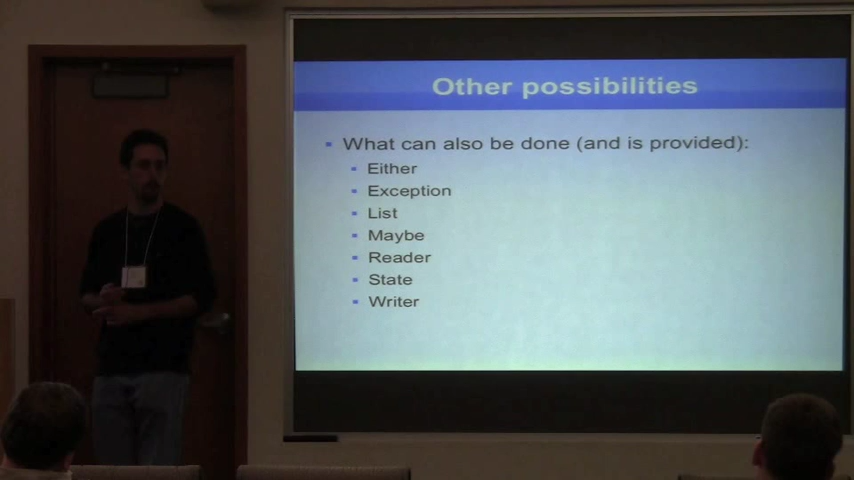 Other possibilities
What can also be done (and is provided):
Either
Exception
List
Maybe
Reader
State
Writer